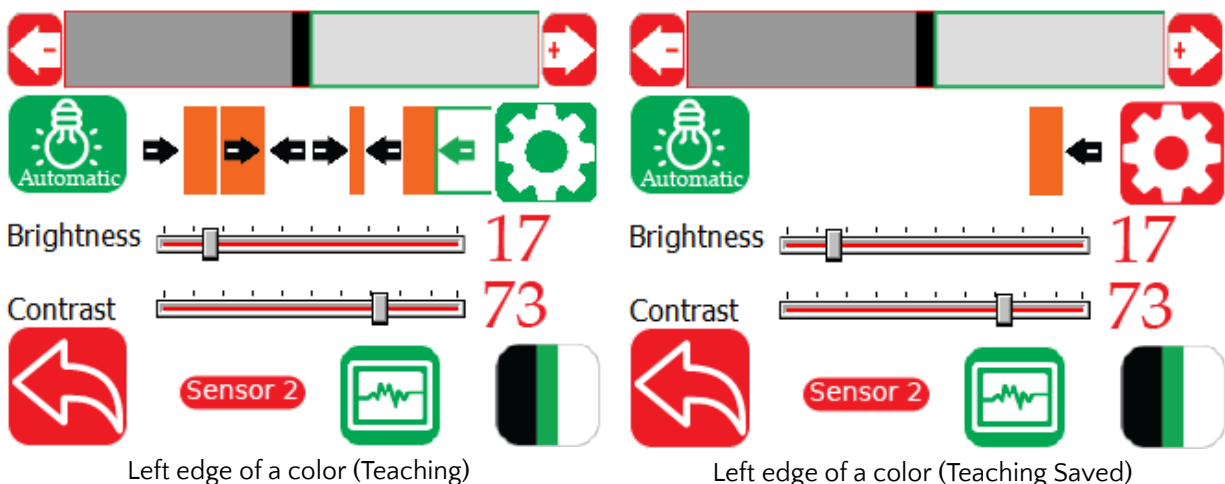 - +
- +
Automatic
Automatic
Brightness 17
Brightness 17
Contrast 73
Contrast 73
Sensor 2
Sensor 2
Left edge of a color (Teaching)
Left edge of a color (Teaching Saved)